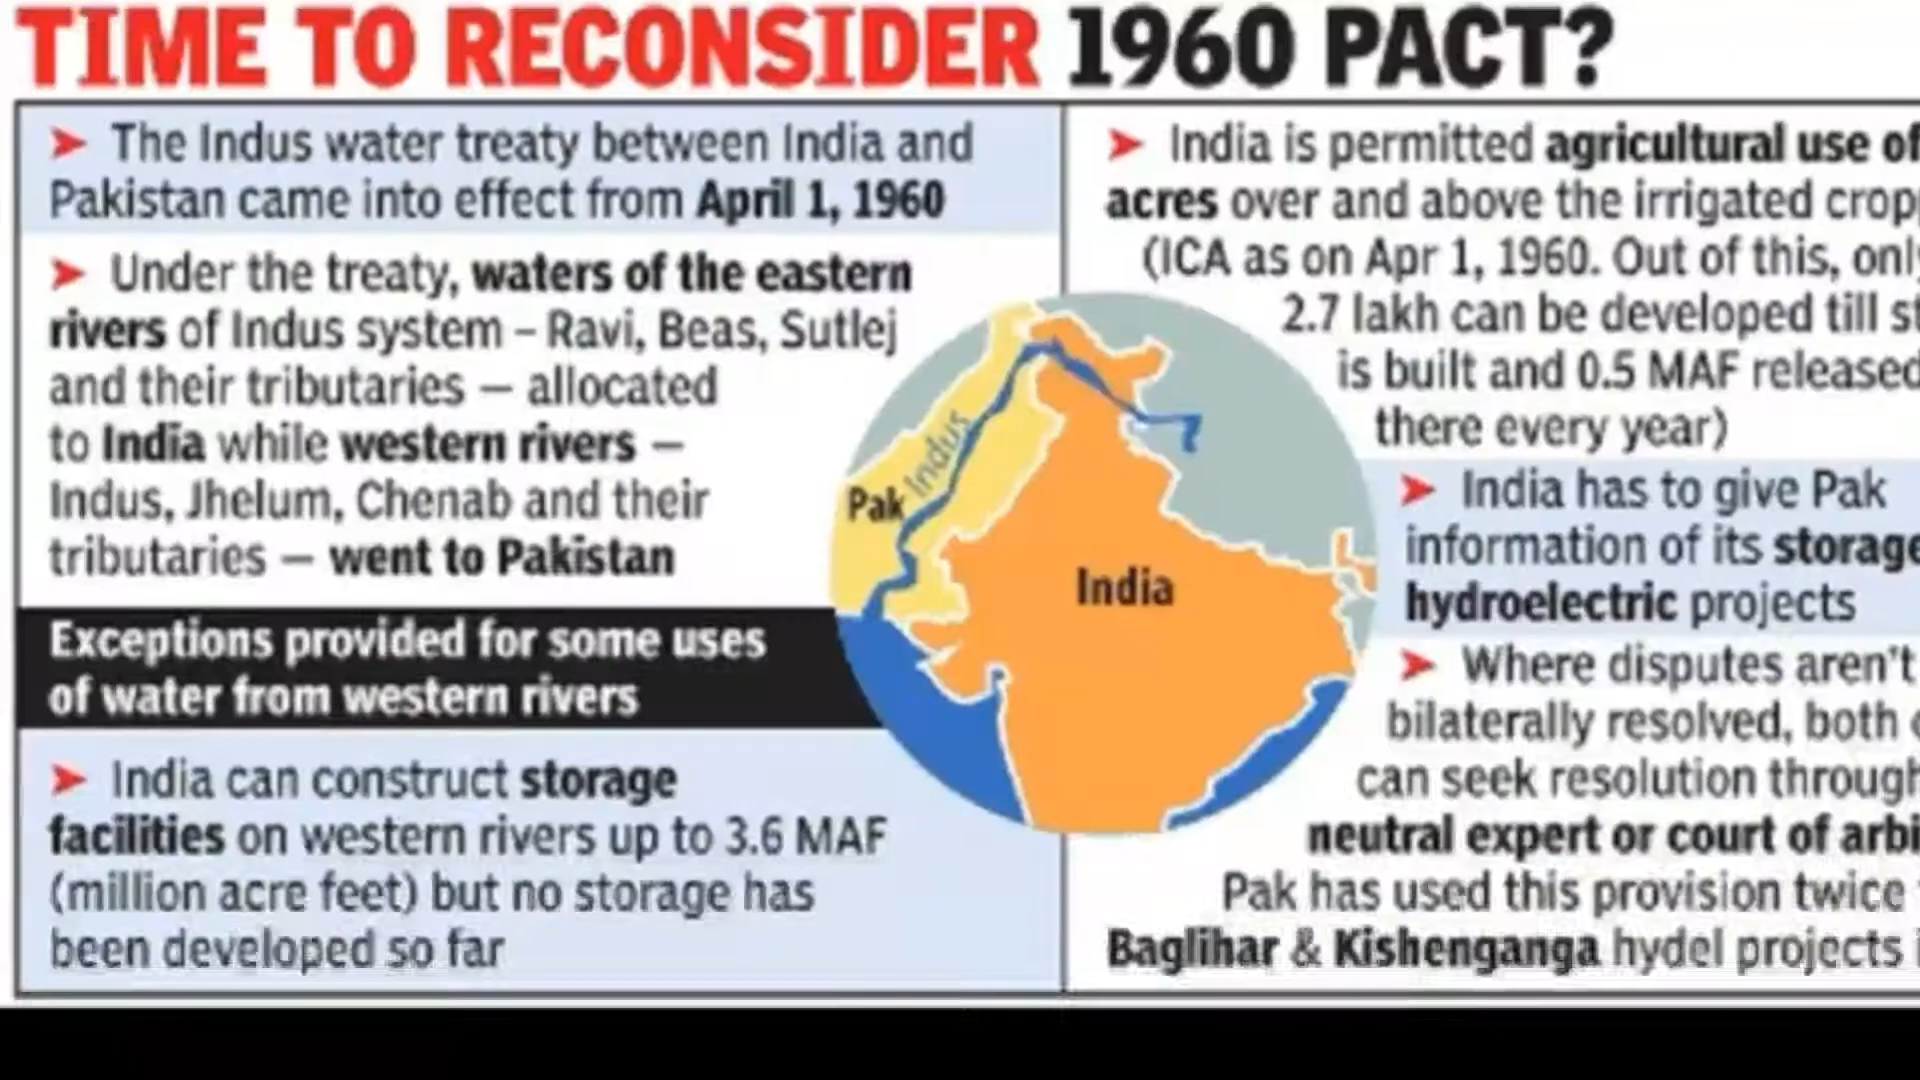 TIME TO RECONSIDER 1960 PACT?
➤ The Indus water treaty between India and
Pakistan came into effect from April 1, 1960
➤ Under the treaty, waters of the eastern
rivers of Indus system – Ravi, Beas, Sutlej
and their tributaries — allocated
to India while western rivers —
Indus, Jhelum, Chenab and their
tributaries — went to Pakistan
Exceptions provided for some uses
of water from western rivers
➤ India can construct storage
facilities on western rivers up to 3.6 MAF
(million acre feet) but no storage has
been developed so far
Pak
Indus
India
➤ India is permitted agricultural use of
acres over and above the irrigated
(ICA as on Apr 1, 1960. Out of this,
2.7 lakh can be developed till
is built and 0.5 MAF released
there every year)
➤ India has to give Pak
information of its storage
hydroelectric projects
➤ Where disputes aren't
bilaterally resolved, both
can seek resolution through
neutral expert or court of
Pak has used this provision twice
Baglihar & Kishenganga hydel projects